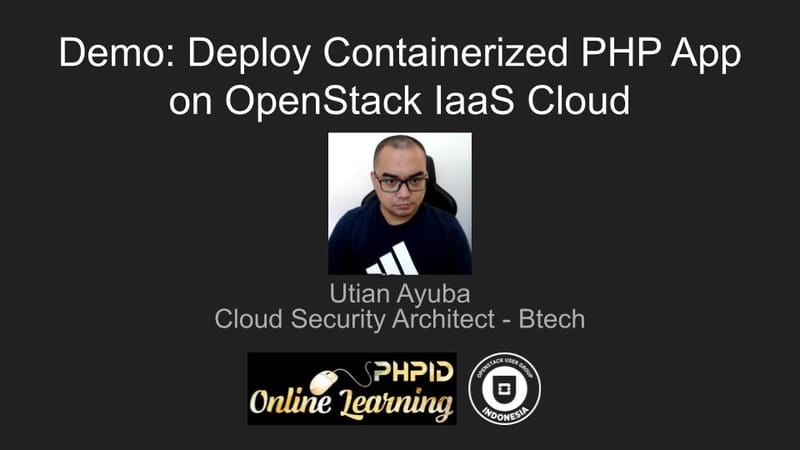 Demo: Deploy Containerized PHP App
on OpenStack IaaS Cloud
Utian Ayuba
Cloud Security Architect - Btech
PHPID
Online Learning
OPENSTACK USER GROUP
INDONESIA